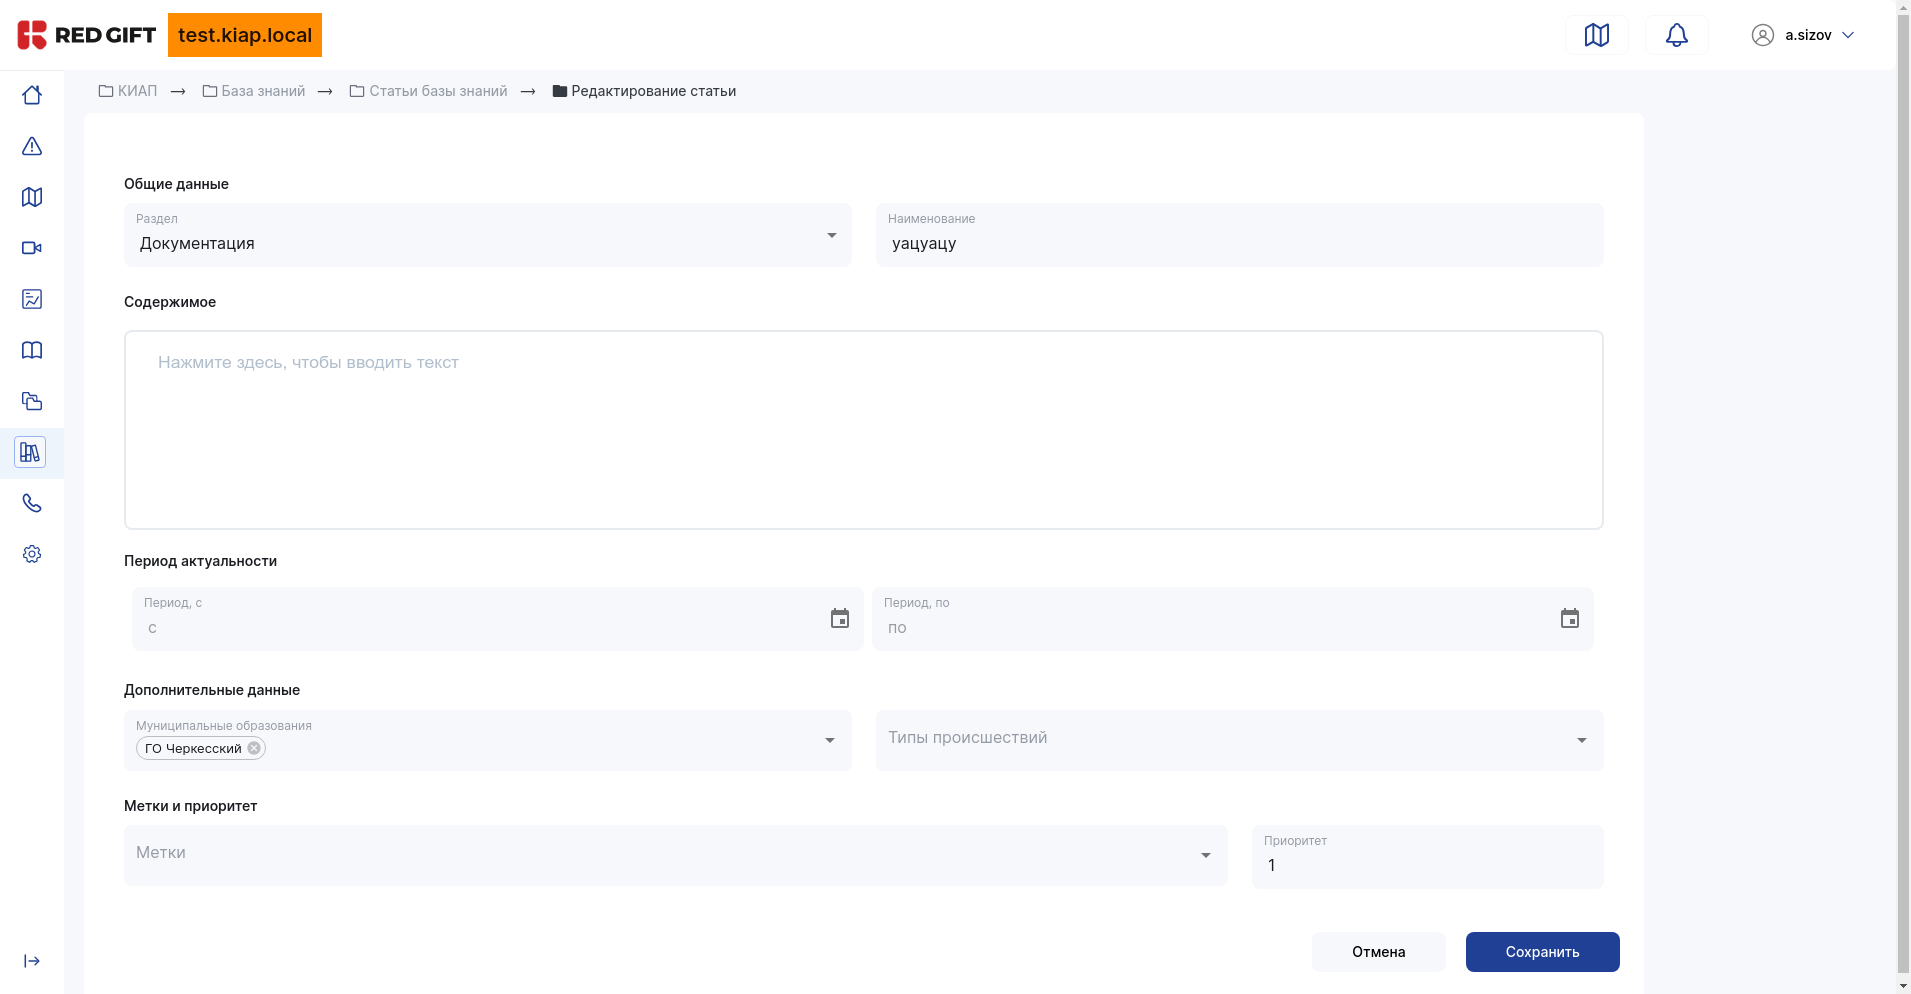 RED GIFT
test.kiap.local
a.sizov
КИАП → База знаний → Статьи базы знаний → Редактирование статьи
Общие данные
Раздел
Документация
Наименование
уацуацу
Содержимое
Нажмите здесь, чтобы вводить текст
Период актуальности
Период, с
с
Период, по
по
Дополнительные данные
Муниципальные образования
ГО Черкесский
Типы происшествий
Метки и приоритет
Метки
Приоритет
1
Отмена
Сохранить